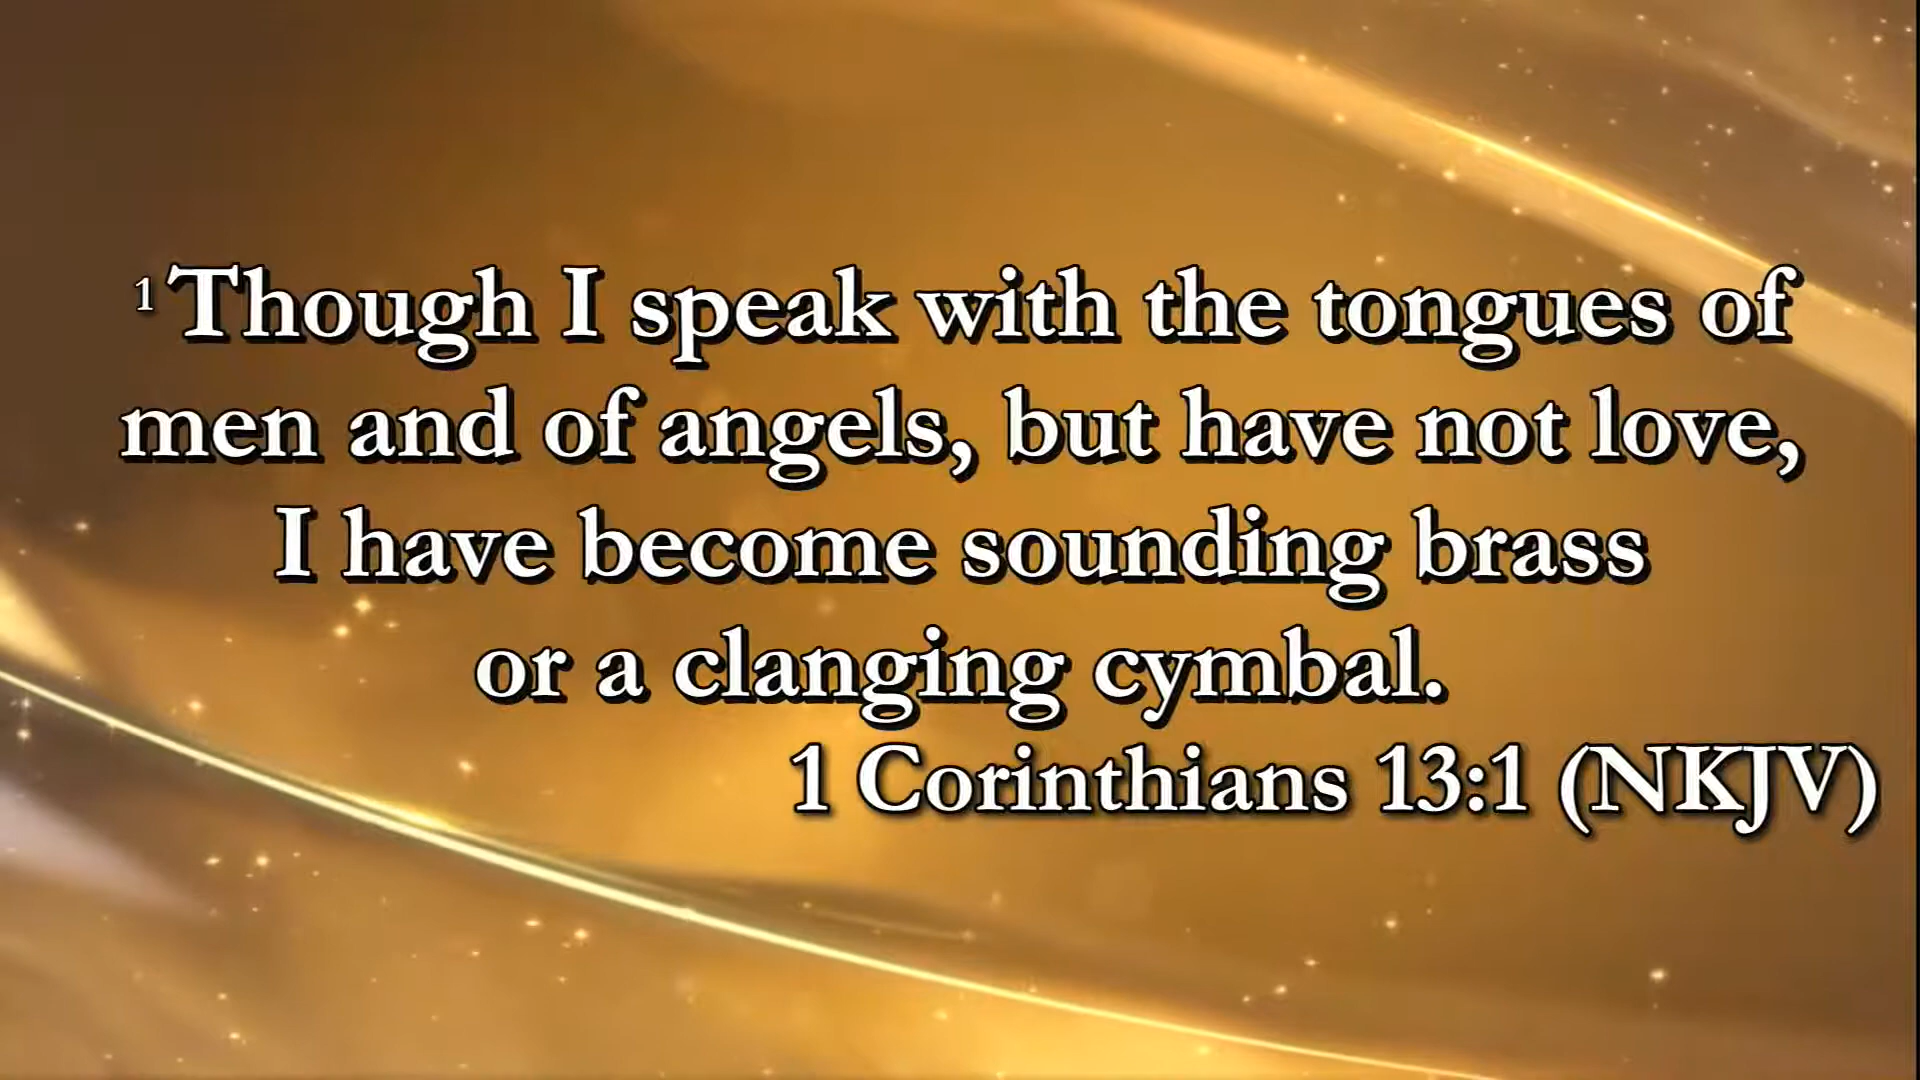 1 Though I speak with the tongues of
men and of angels, but have not love,
I have become sounding brass
or a clanging cymbal.
1 Corinthians 13:1 (NKJV)